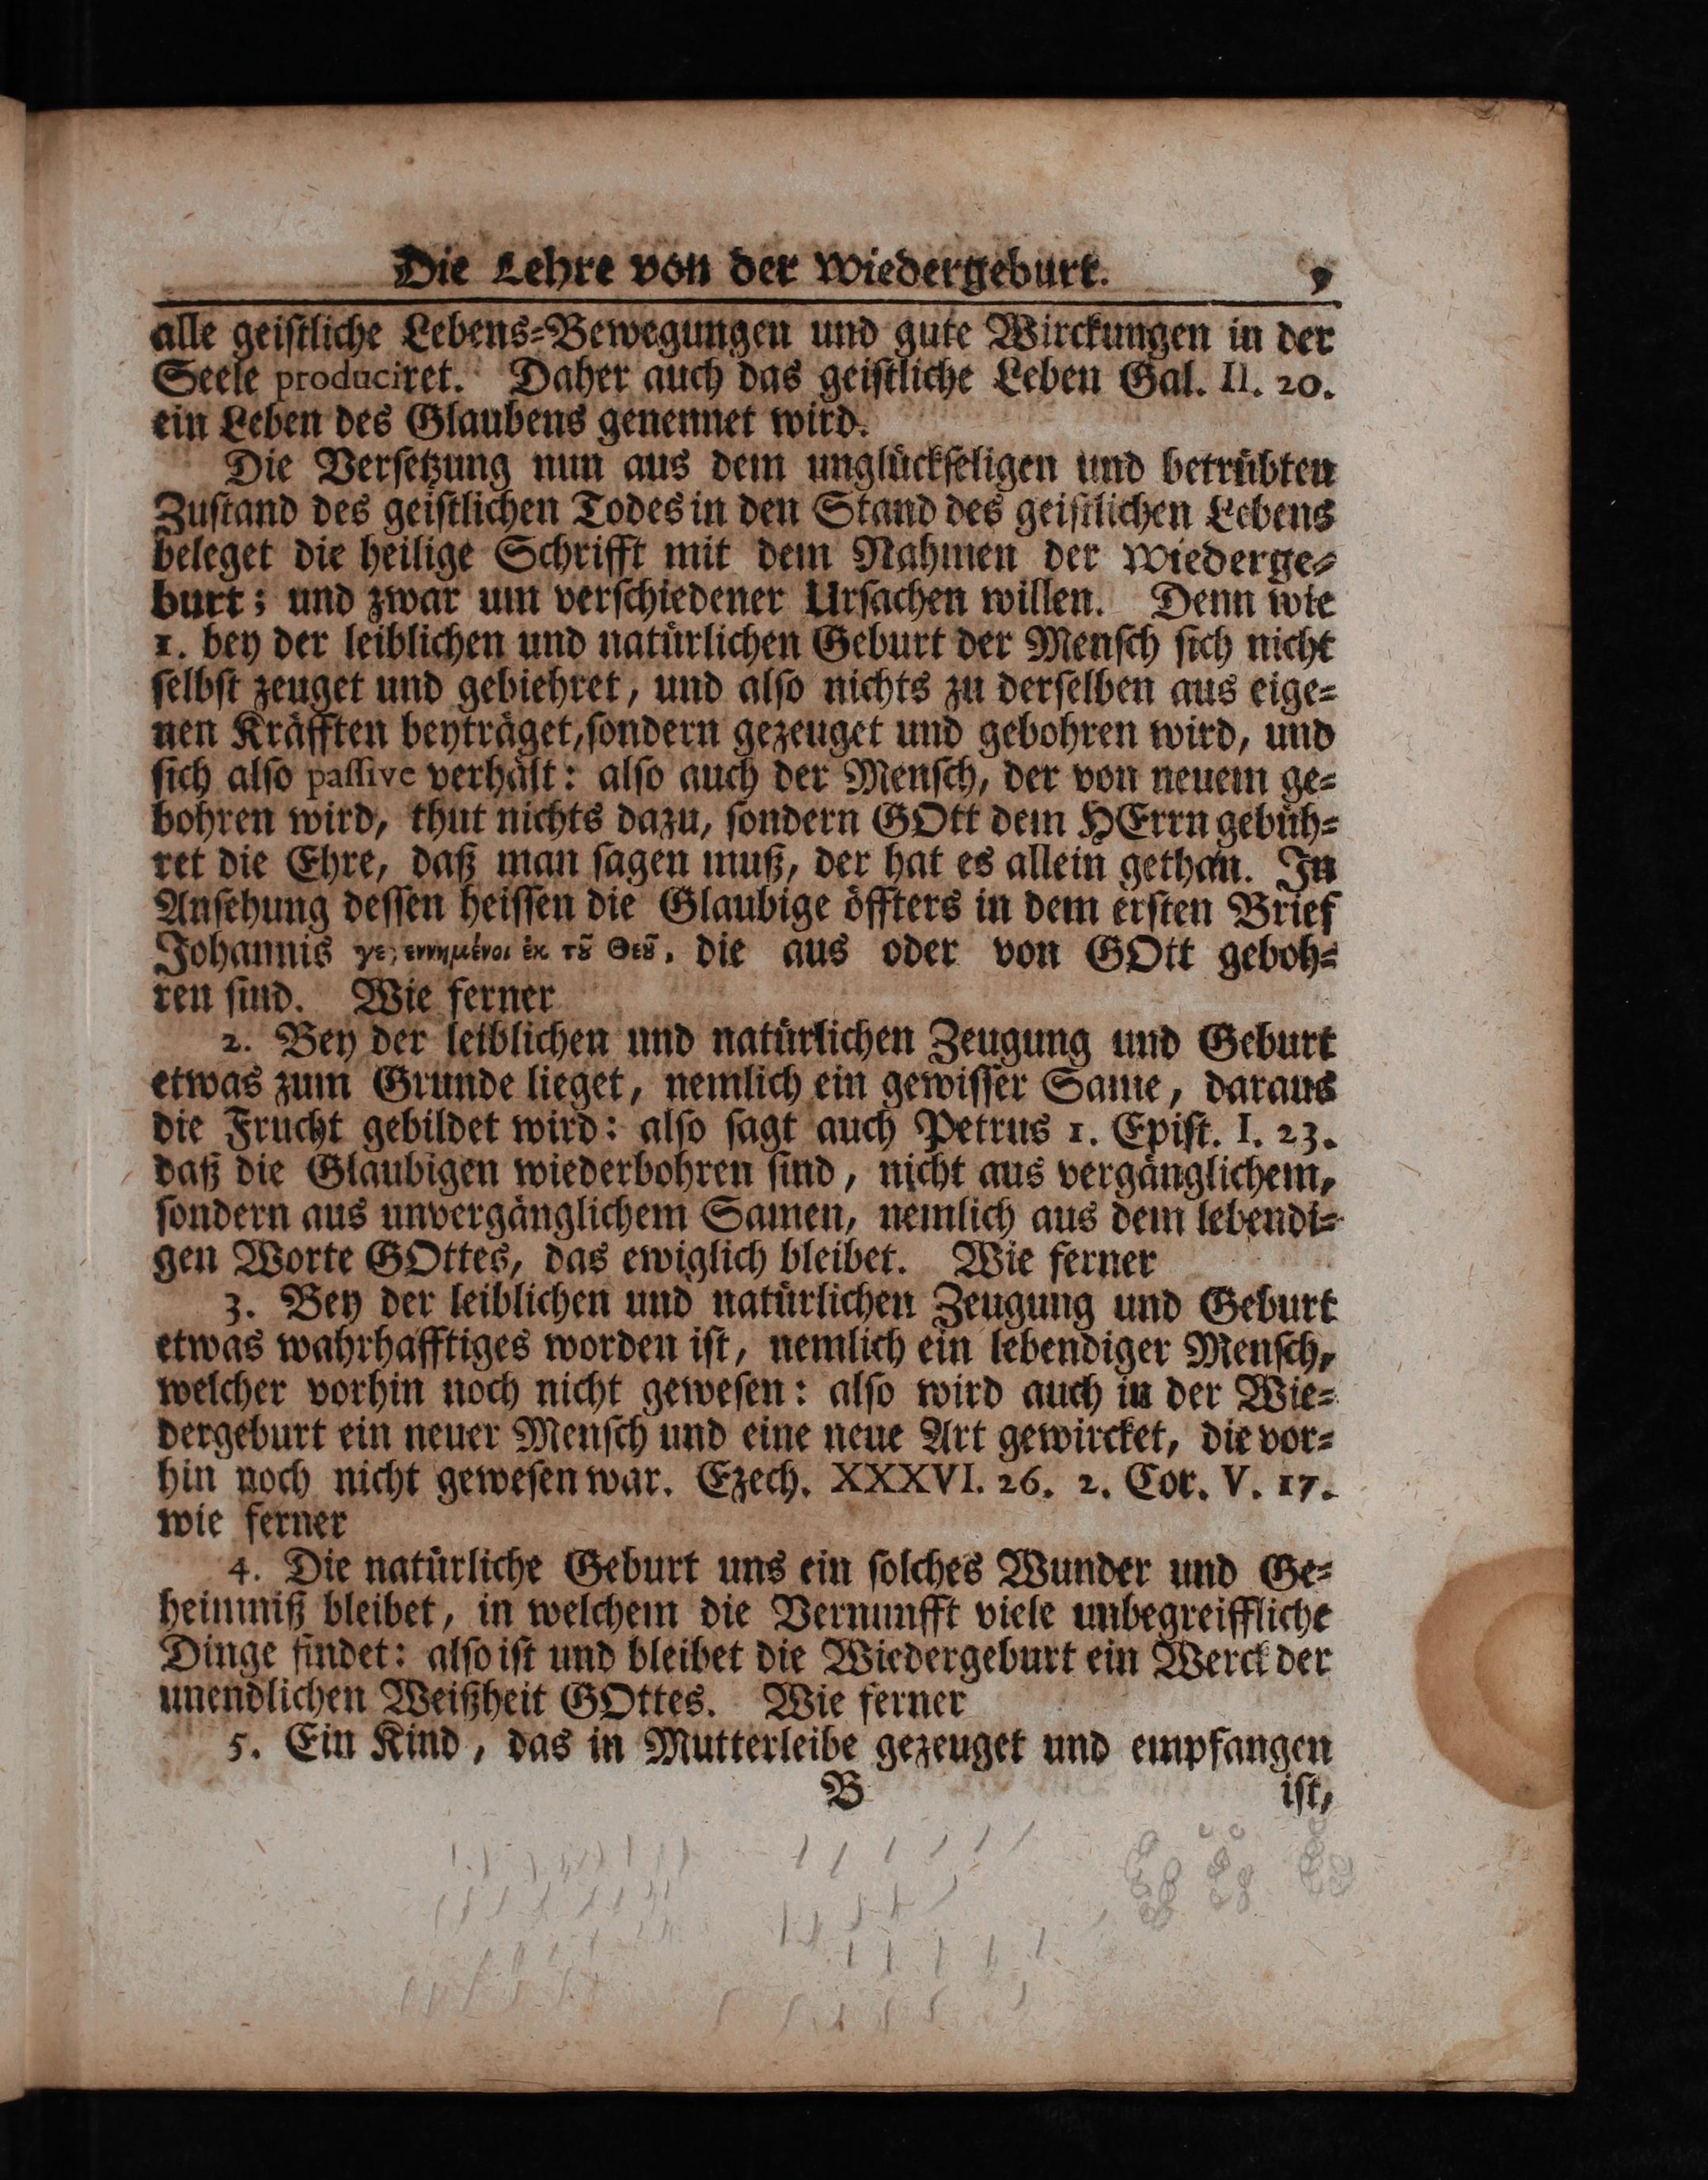 Die Lehre von der Wiedergeburt. 9
alle geiſtliche Lebens-Bewegungen und gute Wirckungen in der
Seele produciret. Daher auch das geiſtliche Leben Gal. II. 20.
ein Leben des Glaubens genennet wird.
Die Verſetzung nun aus dem unglückſeligen und betrübten
Zuſtand des geiſtlichen Todes in den Stand des geiſtlichen Lebens
beleget die heilige Schrifft mit dem Nahmen der Wiederge-
burt; und zwar um verſchiedener Urſachen willen. Denn wie
1. bey der leiblichen und natürlichen Geburt der Menſch ſich nicht
ſelbſt zeuget und gebiehret, und alſo nichts zu derſelben aus eige-
nen Kräfften beyträget, ſondern gezeuget und gebohren wird, und
ſich alſo paſſive verhält: alſo auch der Menſch, der von neuem ge-
bohren wird, thut nichts dazu, ſondern GOtt dem HErrn gebüh-
ret die Ehre, daß man ſagen muß, der hat es allein gethan. In
Anſehung deſſen heiſſen die Glaubige öffters in dem erſten Brief
Johannis γεγεννημένοι ἐκ τȣ͂ Θεȣ͂, die aus oder von GOtt geboh-
ren ſind. Wie ferner
2. Bey der leiblichen und natürlichen Zeugung und Geburt
etwas zum Grunde lieget, nemlich ein gewiſſer Same, daraus
die Frucht gebildet wird: alſo ſagt auch Petrus 1. Epiſt. I. 23.
daß die Glaubigen wiederbohren ſind, nicht aus vergänglichem,
ſondern aus unvergänglichem Samen, nemlich aus dem lebendi-
gen Worte GOttes, das ewiglich bleibet. Wie ferner
3. Bey der leiblichen und natürlichen Zeugung und Geburt
etwas wahrhafftiges worden iſt, nemlich ein lebendiger Menſch,
welcher vorhin noch nicht geweſen: alſo wird auch in der Wie-
dergeburt ein neuer Menſch und eine neue Art gewircket, die vor-
hin noch nicht geweſen war. Ezech. XXXVI. 26. 2. Cor. V. 17.
wie ferner
4. Die natürliche Geburt uns ein ſolches Wunder und Ge-
heimniß bleibet, in welchem die Vernunfft viele unbegreiffliche
Dinge findet: alſo iſt und bleibet die Wiedergeburt ein Werck der
unendlichen Weißheit GOttes. Wie ferner
5. Ein Kind, das in Mutterleibe gezeuget und empfangen
B iſt,